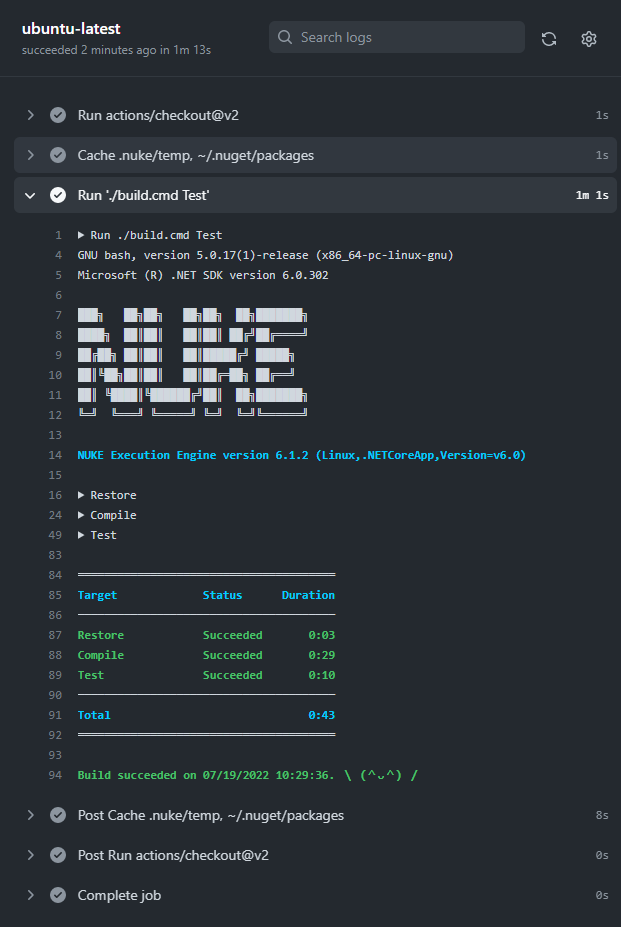 ubuntu-latest
succeeded 2 minutes ago in 1m 13s
Search logs
Run actions/checkout@v2 1s
Cache .nuke/temp, ~/.nuget/packages 1s
Run './build.cmd Test' 1m 1s
1 ▶ Run ./build.cmd Test
4 GNU bash, version 5.0.17(1)-release (x86_64-pc-linux-gnu)
5 Microsoft (R) .NET SDK version 6.0.302
6
7 ███╗   ██╗██╗   ██╗██╗  ██╗███████╗
8 ████╗  ██║██║   ██║██║ ██╔╝██╔════╝
9 ██╔██╗ ██║██║   ██║█████╔╝ █████╗
10 ██║╚██╗██║██║   ██║██╔═██╗ ██╔══╝
11 ██║ ╚████║╚██████╔╝██║  ██╗███████╗
12 ╚═╝  ╚═══╝ ╚═════╝ ╚═╝  ╚═╝╚══════╝
13
14 NUKE Execution Engine version 6.1.2 (Linux,.NETCoreApp,Version=v6.0)
15
16 ▶ Restore
24 ▶ Compile
49 ▶ Test
83
84 ═══════════════════════════════════════
85 Target Status Duration
86 ───────────────────────────────────────
87 Restore Succeeded 0:03
88 Compile Succeeded 0:29
89 Test Succeeded 0:10
90 ───────────────────────────────────────
91 Total 0:43
92 ═══════════════════════════════════════
93
94 Build succeeded on 07/19/2022 10:29:36. \ (^ᴗ^) /
Post Cache .nuke/temp, ~/.nuget/packages 8s
Post Run actions/checkout@v2 0s
Complete job 0s